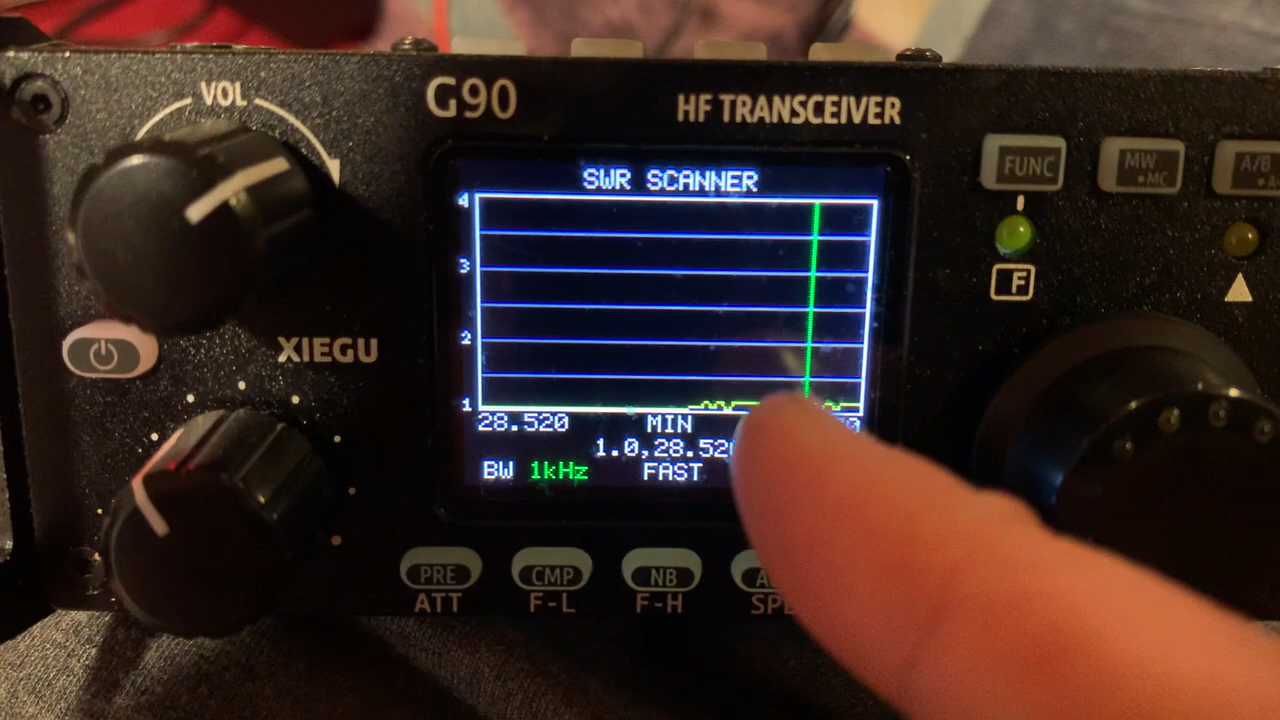 VOL
G90
HF TRANSCEIVER
FUNC
MW
*MC
A/B
F
XIEGU
SWR SCANNER
4
3
2
1
28.520
MIN
1.0,28.520
BW 1kHz
FAST
PRE
CMP
NB
ATT
F-L
F-H